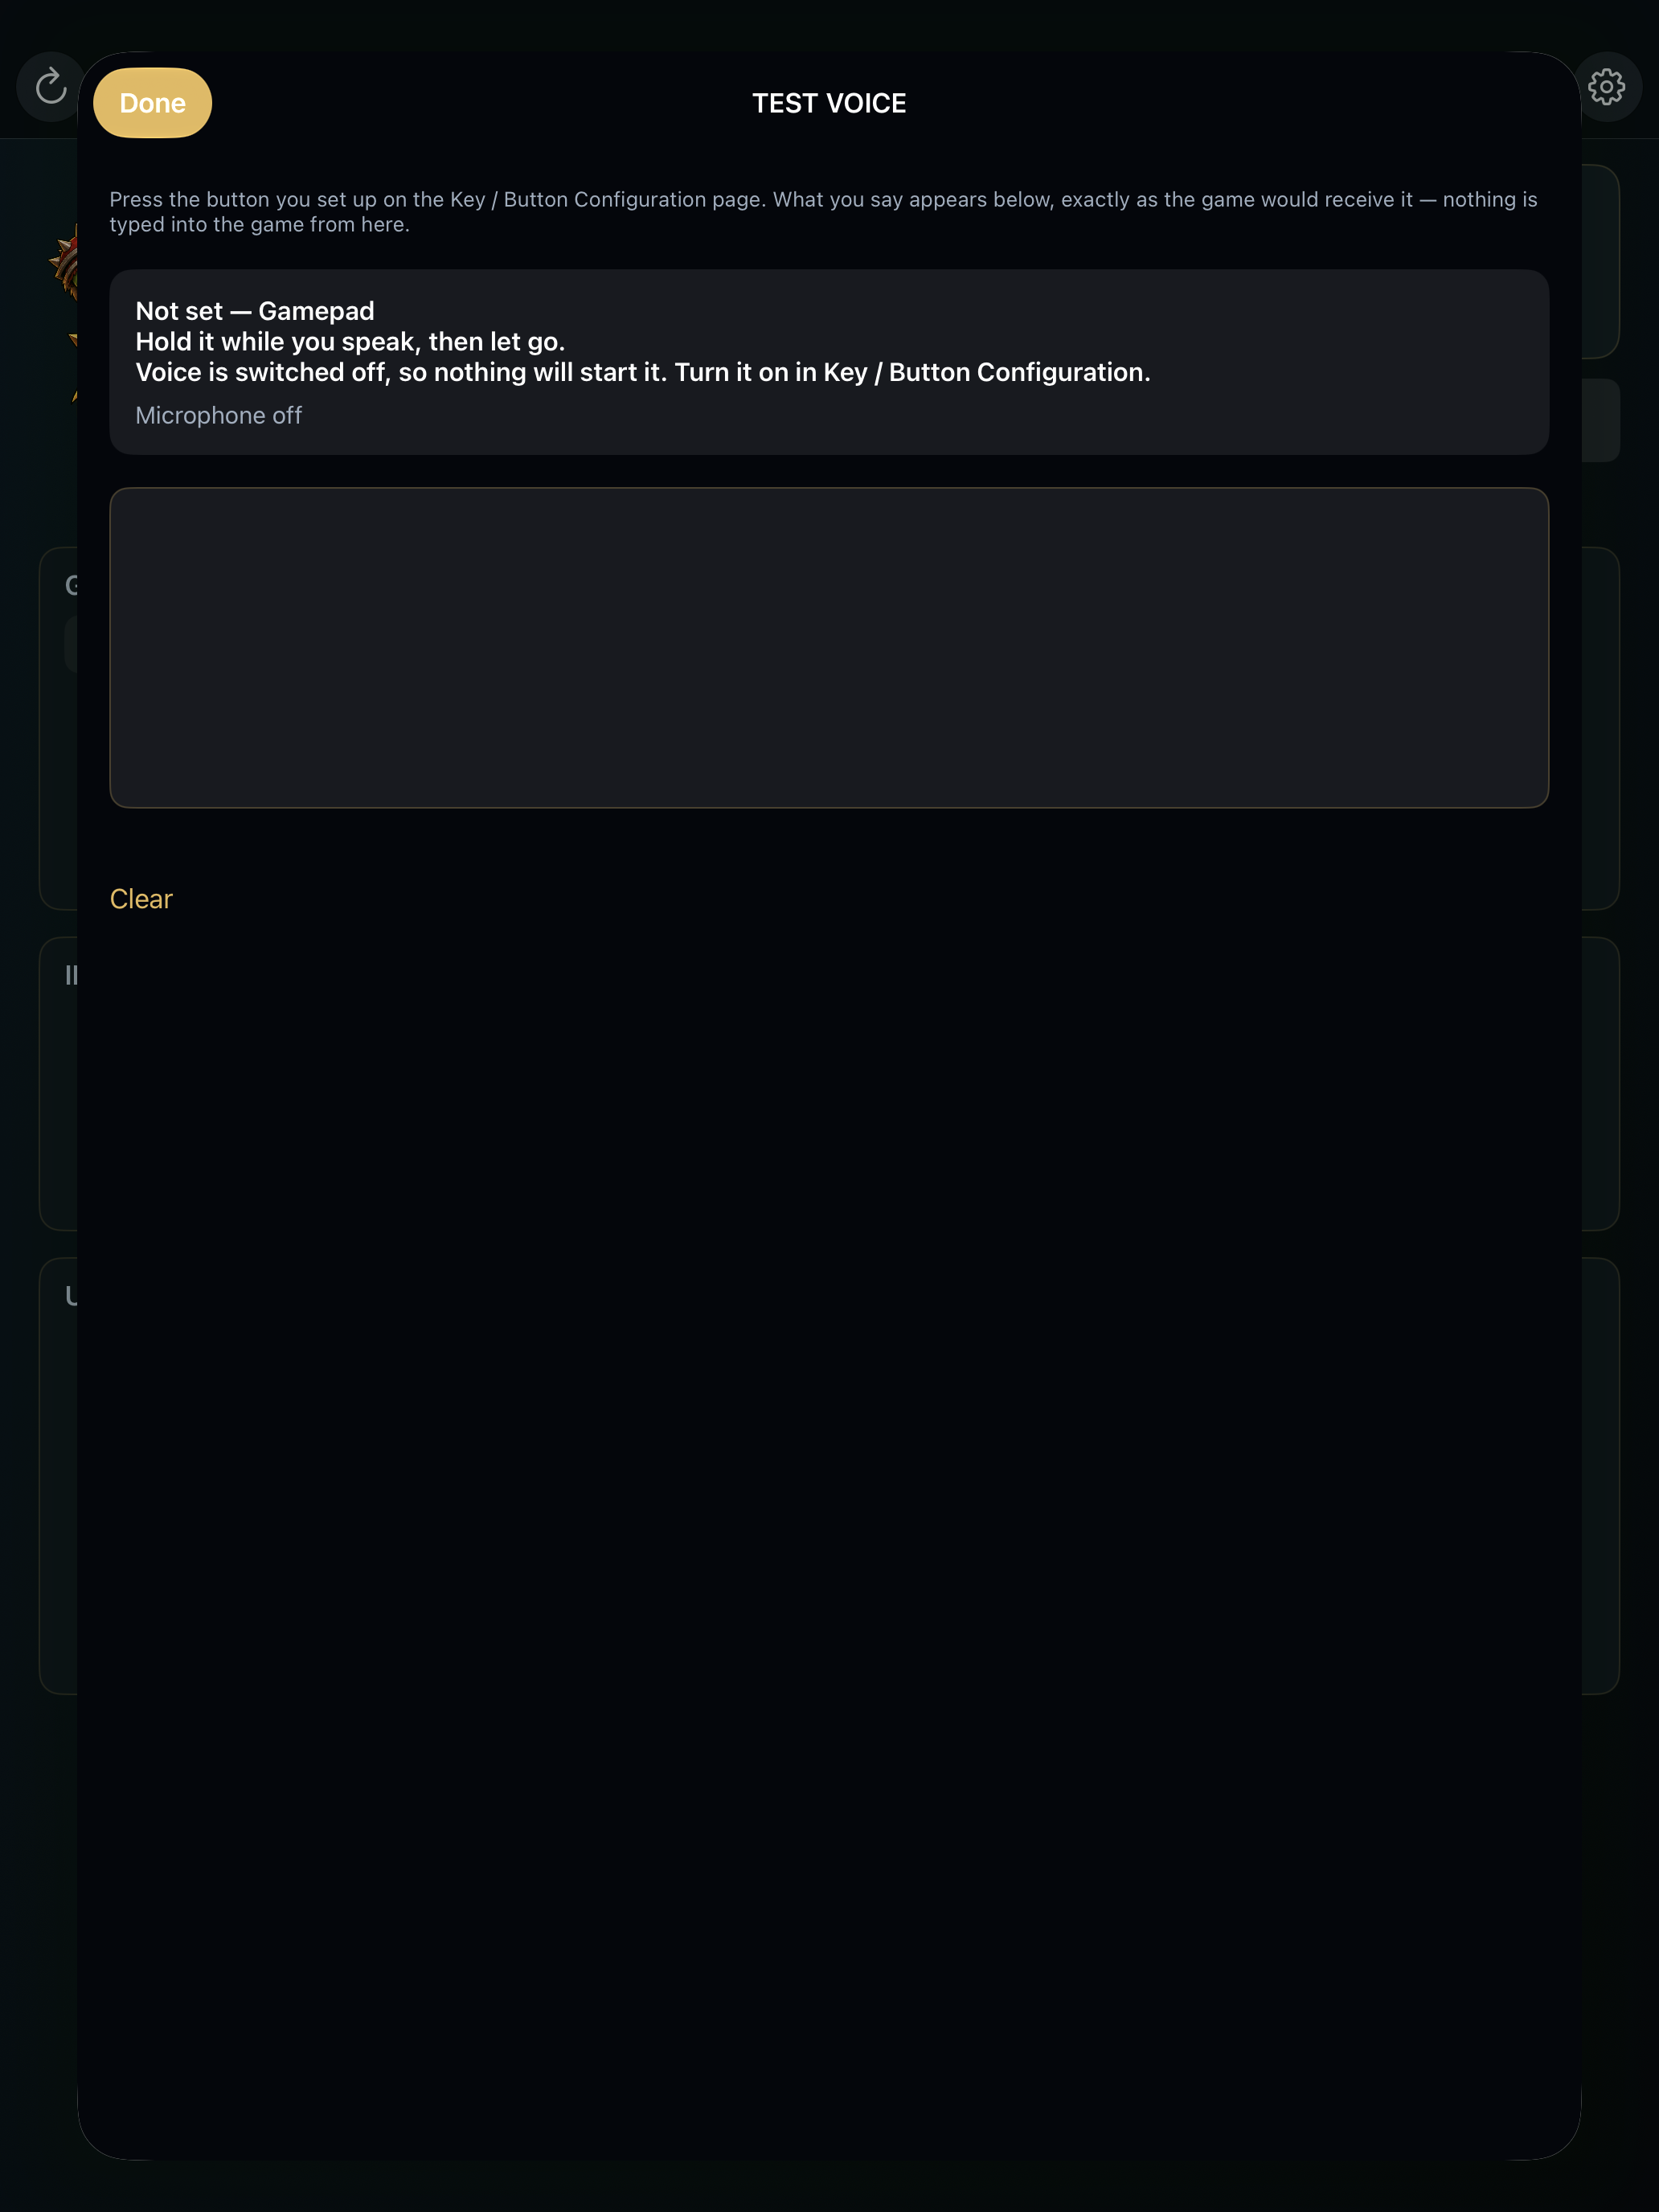 Done
TEST VOICE
Press the button you set up on the Key / Button Configuration page. What you say appears below, exactly as the game would receive it — nothing is
typed into the game from here.
Not set — Gamepad
Hold it while you speak, then let go.
Voice is switched off, so nothing will start it. Turn it on in Key / Button Configuration.
Microphone off
Clear